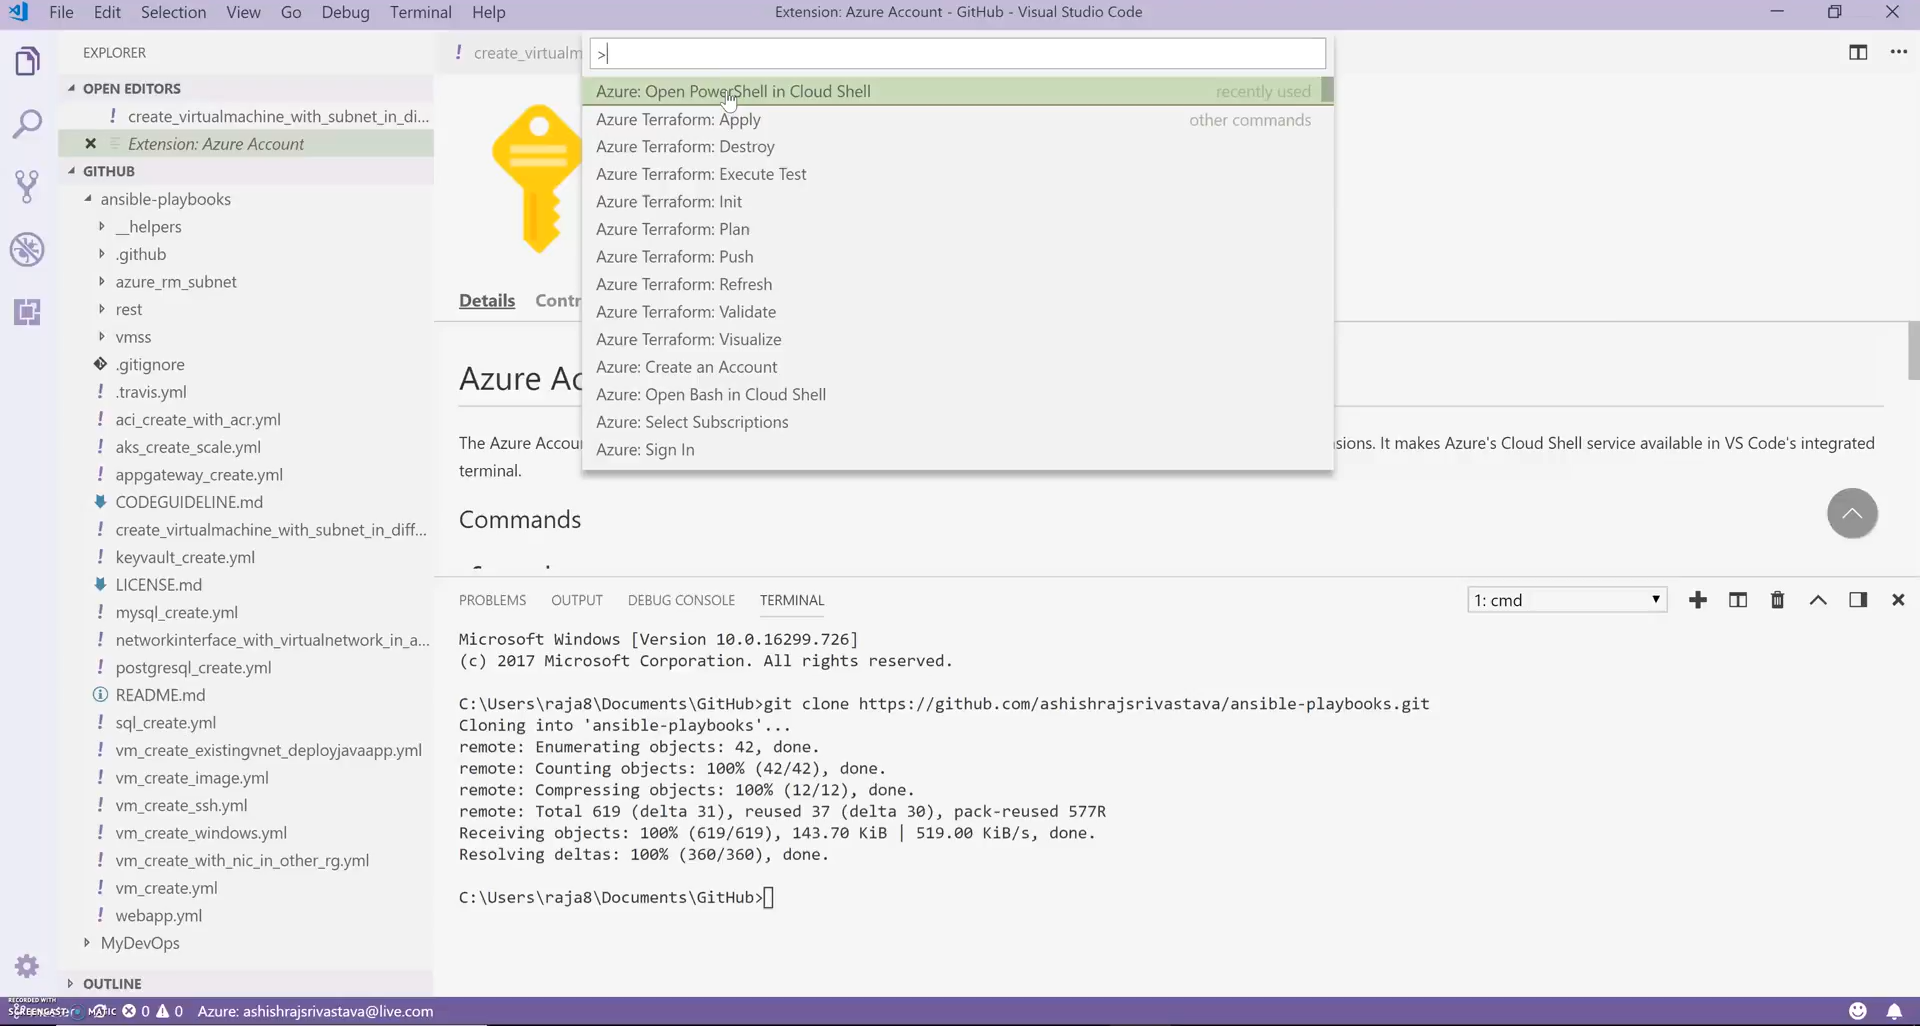 File Edit Selection View Go Debug Terminal Help
Extension: Azure Account - GitHub - Visual Studio Code
EXPLORER
OPEN EDITORS
! create_virtualmachine_with_subnet_in_di...
Extension: Azure Account
GITHUB
ansible-playbooks
__helpers
.github
azure_rm_subnet
rest
vmss
.gitignore
! .travis.yml
! aci_create_with_acr.yml
! aks_create_scale.yml
! appgateway_create.yml
CODEGUIDELINE.md
! create_virtualmachine_with_subnet_in_diff...
! keyvault_create.yml
LICENSE.md
! mysql_create.yml
! networkinterface_with_virtualnetwork_in_a...
! postgresql_create.yml
README.md
! sql_create.yml
! vm_create_existingvnet_deployjavaapp.yml
! vm_create_image.yml
! vm_create_ssh.yml
! vm_create_windows.yml
! vm_create_with_nic_in_other_rg.yml
! vm_create.yml
! webapp.yml
MyDevOps
OUTLINE
! create_virtualm
>
Azure: Open PowerShell in Cloud Shell recently used
Azure Terraform: Apply other commands
Azure Terraform: Destroy
Azure Terraform: Execute Test
Azure Terraform: Init
Azure Terraform: Plan
Azure Terraform: Push
Azure Terraform: Refresh
Azure Terraform: Validate
Azure Terraform: Visualize
Azure: Create an Account
Azure: Open Bash in Cloud Shell
Azure: Select Subscriptions
Azure: Sign In
Details Contr
Azure Ac
The Azure Accou sions. It makes Azure's Cloud Shell service available in VS Code's integrated
terminal.
Commands
PROBLEMS OUTPUT DEBUG CONSOLE TERMINAL 1: cmd
Microsoft Windows [Version 10.0.16299.726]
(c) 2017 Microsoft Corporation. All rights reserved.
C:\Users\raja8\Documents\GitHub>git clone https://github.com/ashishrajsrivastava/ansible-playbooks.git
Cloning into 'ansible-playbooks'...
remote: Enumerating objects: 42, done.
remote: Counting objects: 100% (42/42), done.
remote: Compressing objects: 100% (12/12), done.
remote: Total 619 (delta 31), reused 37 (delta 30), pack-reused 577R
Receiving objects: 100% (619/619), 143.70 KiB | 519.00 KiB/s, done.
Resolving deltas: 100% (360/360), done.
C:\Users\raja8\Documents\GitHub>
RECORDED WITH
SCREENCAST MATIC
0 0 Azure: ashishrajsrivastava@live.com